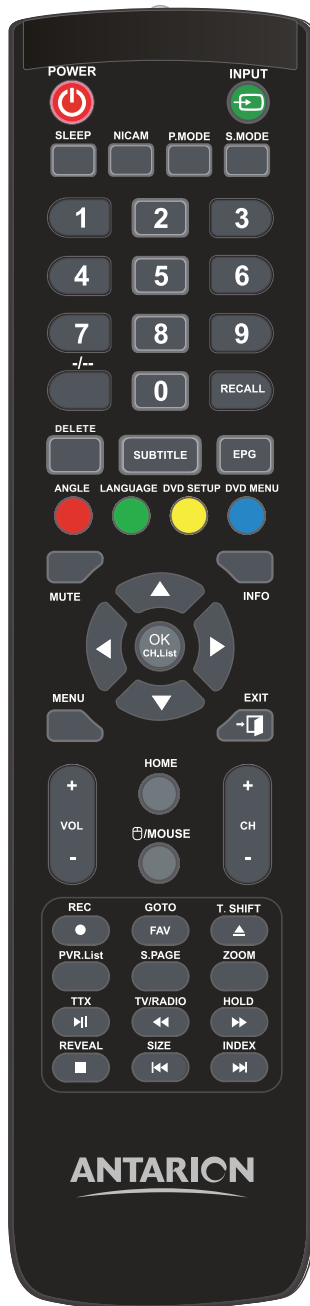 POWER INPUT
SLEEP NICAM P.MODE S.MODE
1 2 3
4 5 6
7 8 9
-/--
0 RECALL
DELETE
SUBTITLE EPG
ANGLE LANGUAGE DVD SETUP DVD MENU
MUTE INFO
OK
CH.List
MENU EXIT
HOME
+ +
VOL CH
- -
/MOUSE
REC GOTO T. SHIFT
FAV
PVR.List S.PAGE ZOOM
TTX TV/RADIO HOLD
REVEAL SIZE INDEX
ANTARION